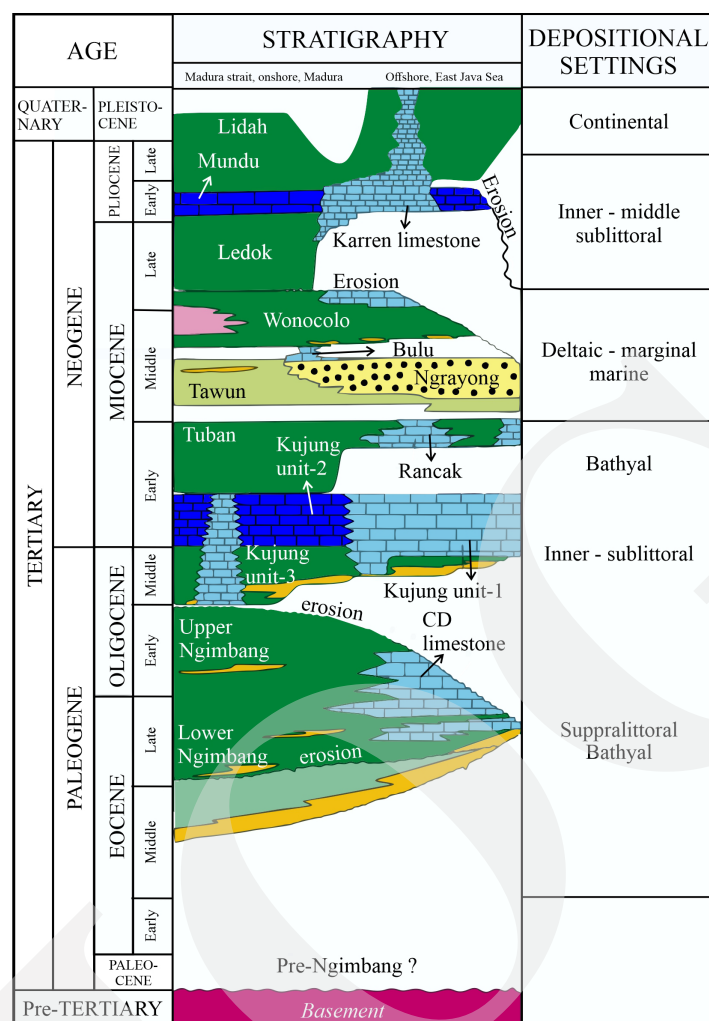 AGE
STRATIGRAPHY
DEPOSITIONAL
SETTINGS
Madura strait, onshore, Madura
Offshore, East Java Sea
QUATER-
NARY
PLEISTO-
CENE
TERTIARY
NEOGENE
PALEOGENE
PLIOCENE
Late
Early
MIOCENE
Late
Middle
Early
OLIGOCENE
Middle
Early
EOCENE
Late
Middle
Early
PALEO-
CENE
Pre-TERTIARY
Lidah
Mundu
Erosion
Karren limestone
Ledok
Erosion
Wonocolo
Bulu
Ngrayong
Tawun
Tuban
Kujung
unit-2
Rancak
Kujung
unit-3
Kujung unit-1
erosion
CD
limestone
Upper
Ngimbang
Lower
Ngimbang
erosion
Pre-Ngimbang ?
Basement
Continental
Inner - middle
sublittoral
Deltaic - marginal
marine
Bathyal
Inner - sublittoral
Suppralittoral
Bathyal